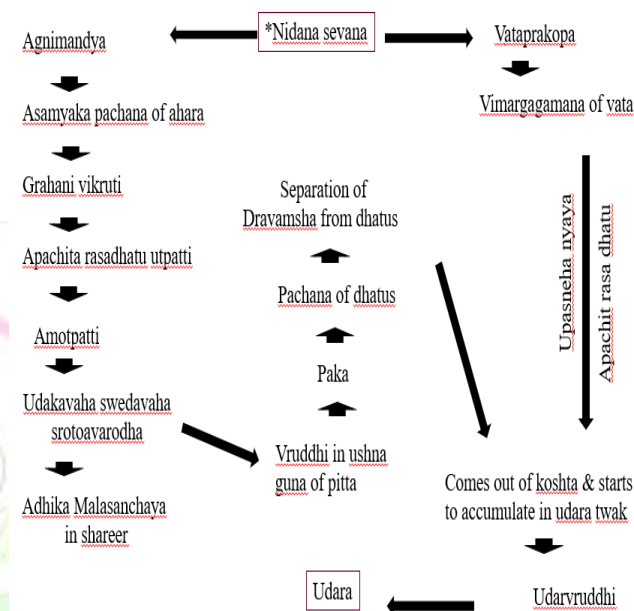 *Nidana sevana
Agnimandya
Asamyaka pachana of ahara
Grahani vikruti
Apachita rasadhatu utpatti
Amotpatti
Udakavaha swedavaha
srotoavarodha
Adhika Malasanchaya
in shareer
Vruddhi in ushna
guna of pitta
Paka
Pachana of dhatus
Separation of
Dravamsha from dhatus
Vataprakopa
Vimargagamana of vata
Upasneha nyaya
Apachit rasa dhatu
Comes out of koshta & starts
to accumulate in udara twak
Udarvruddhi
Udara